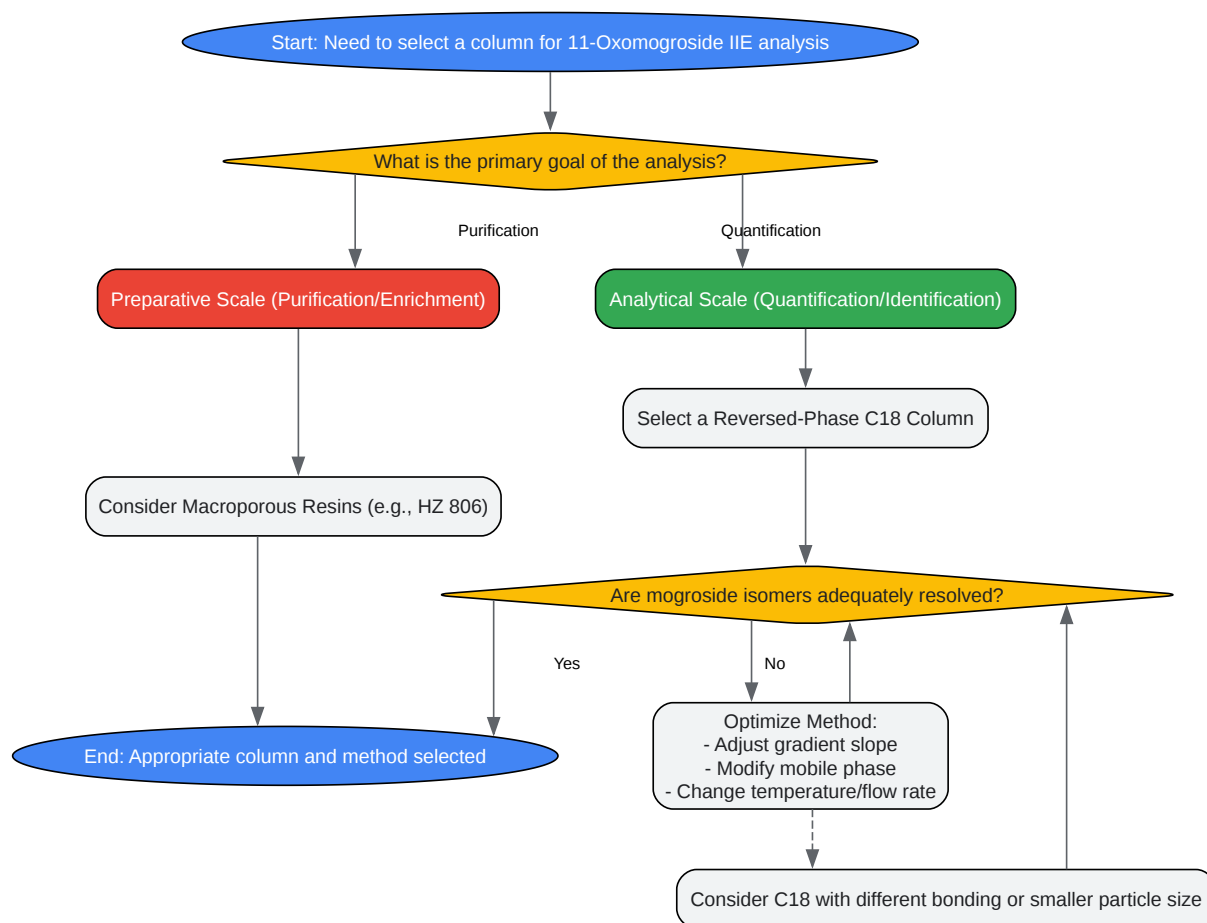 Start: Need to select a column for 11-Oxomogroside IIE analysis
What is the primary goal of the analysis?
Purification
Quantification
Preparative Scale (Purification/Enrichment)
Analytical Scale (Quantification/Identification)
Select a Reversed-Phase C18 Column
Consider Macroporous Resins (e.g., HZ 806)
Are mogroside isomers adequately resolved?
Yes
No
Optimize Method:
- Adjust gradient slope
- Modify mobile phase
- Change temperature/flow rate
End: Appropriate column and method selected
Consider C18 with different bonding or smaller particle size